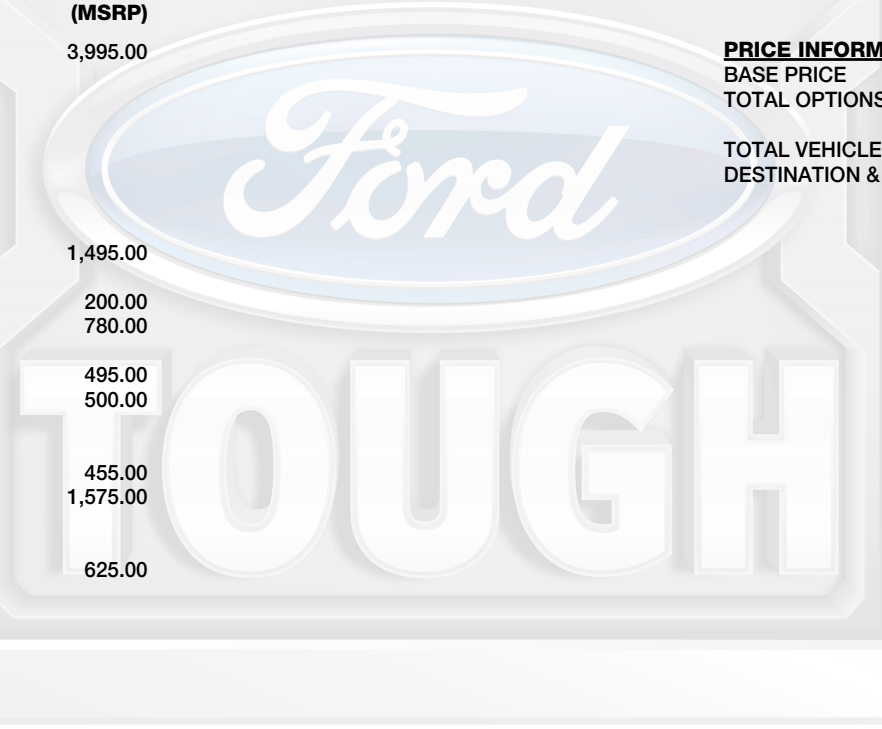 (MSRP)
3,995.00
1,495.00
200.00
780.00
495.00
500.00
455.00
1,575.00
625.00
PRICE INFORM
BASE PRICE
TOTAL OPTIONS
TOTAL VEHICLE
DESTINATION &
Ford
TOUGH